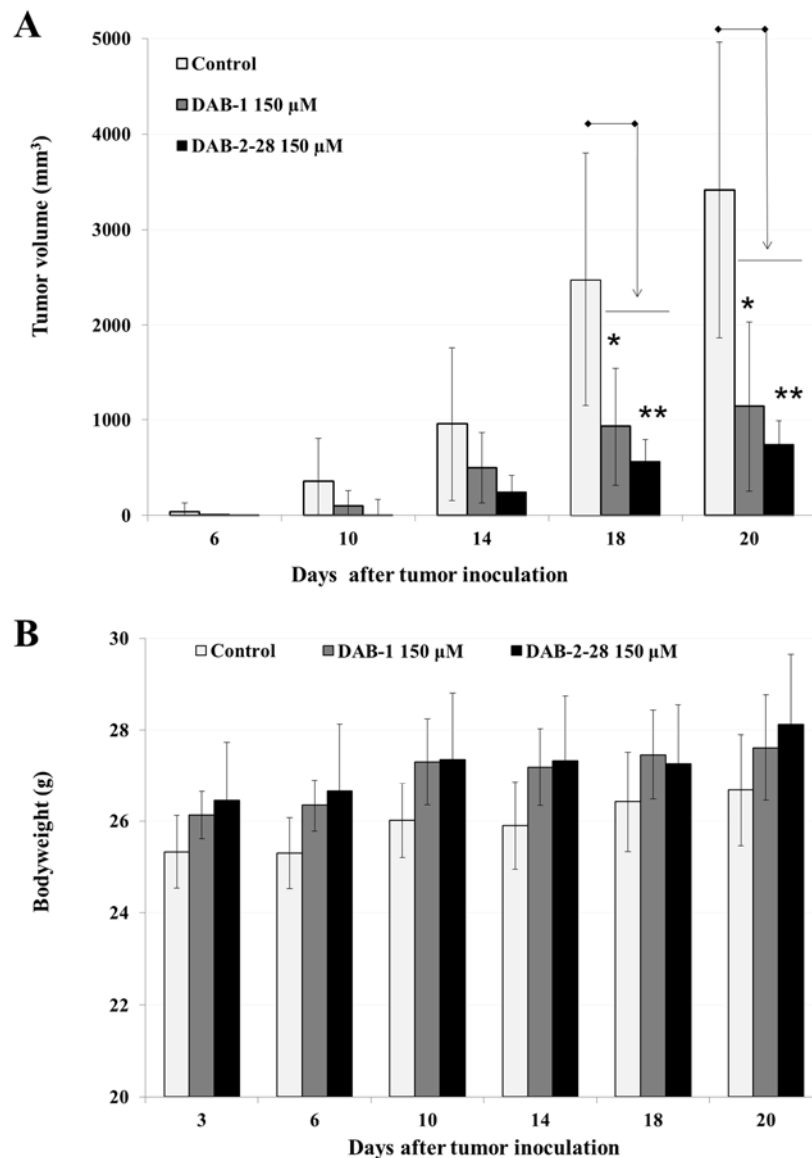 A
5000
4000
3000
2000
1000
0
Tumor volume (mm³)
Control
DAB-1 150 µM
DAB-2-28 150 µM
*
**
*
**
6 10 14 18 20
Days after tumor inoculation
B
30
28
26
24
22
20
Bodyweight (g)
Control DAB-1 150 µM DAB-2-28 150 µM
3 6 10 14 18 20
Days after tumor inoculation